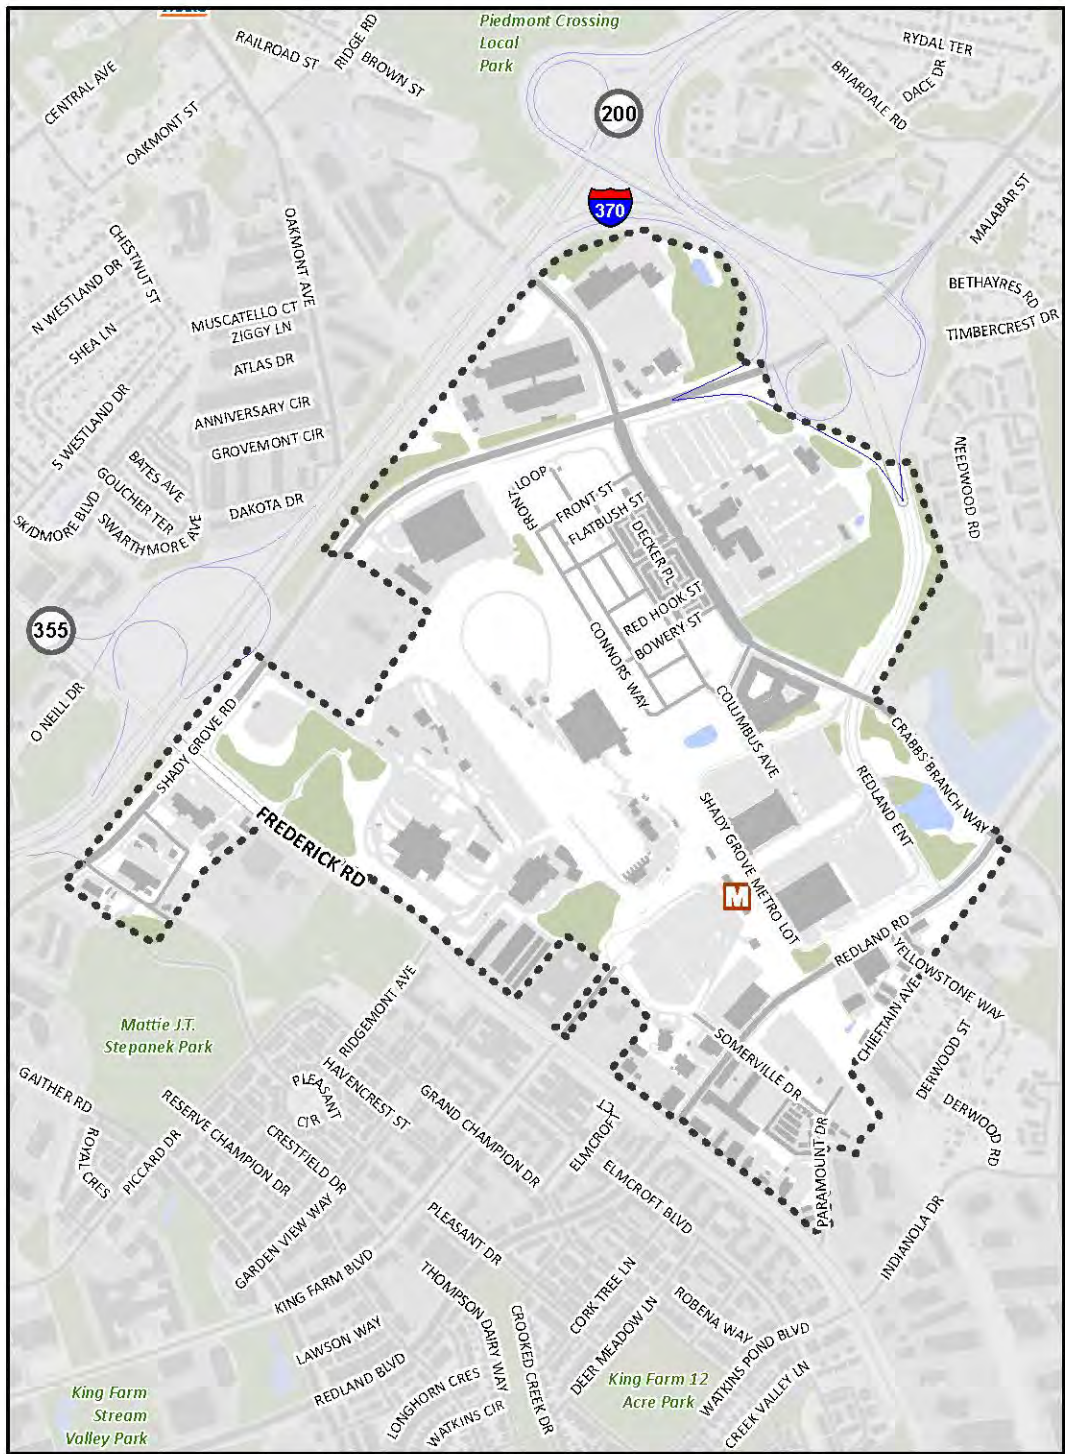 Piedmont Crossing
Local
Park
RAILROAD ST
RIDGE RD
BROWN ST
CENTRAL AVE
OAKMONT ST
RYDAL TER
DACE DR
BRIARDALE RD
200
370
MALABAR ST
BETHAYRES RD
TIMBERCREST DR
OAKMONT AVE
CHESTNUT ST
N WESTLAND DR
SHEA LN
MUSCATELLO CT
ZIGGY LN
ATLAS DR
ANNIVERSARY CIR
GROVEMONT CIR
S WESTLAND DR
BATES AVE
GOUCHER TER
SKIDMORE BLVD
SWARTHMORE AVE
DAKOTA DR
NEEDWOOD RD
FRONT LOOP
FRONT ST
FLATBUSH ST
DECKER PL
RED HOOK ST
BOWERY ST
CONNORS WAY
COLUMBUS AVE
355
O NEILL DR
SHADY GROVE RD
FREDERICK RD
CRABBS BRANCH WAY
REDLAND ENT
SHADY GROVE METRO LOT
M
REDLAND RD
YELLOWSTONE WAY
CHIEFTAIN AVE
DERWOOD ST
DERWOOD RD
SOMERVILLE DR
PARAMOUNT DR
INDIANOLA DR
Mattie J.T.
Stepanek Park
RIDGEMONT AVE
GAITHER RD
ROYAL CRES
PICCARD DR
RESERVE CHAMPION DR
PLEASANT
CIR
HAVENCREST ST
CRESTFIELD DR
GRAND CHAMPION DR
ELMCROFT CT
ELMCROFT BLVD
GARDEN VIEW WAY
KING FARM BLVD
PLEASANT DR
THOMPSON DAIRY WAY
CROOKED CREEK DR
CORK TREE LN
DEER MEADOW LN
ROBENA WAY
WATKINS POND BLVD
CREEK VALLEY LN
LAWSON WAY
REDLAND BLVD
LONGHORN CRES
WATKINS CIR
King Farm 12
Acre Park
King Farm
Stream
Valley Park